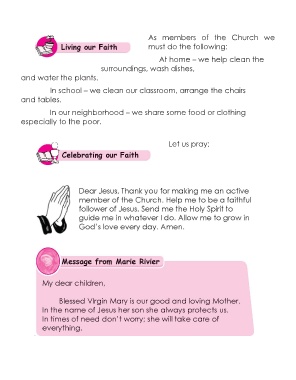 Living our Faith
As members of the Church we
must do the following:
At home – we help clean the
surroundings, wash dishes,
and water the plants.
In school – we clean our classroom, arrange the chairs
and tables.
In our neighborhood – we share some food or clothing
especially to the poor.
Let us pray:
Celebrating our Faith
Dear Jesus, Thank you for making me an active
member of the Church. Help me to be a faithful
follower of Jesus. Send me the Holy Spirit to
guide me in whatever I do. Allow me to grow in
God's love every day. Amen.
Message from Marie Rivier
My dear children,
Blessed Virgin Mary is our good and loving Mother.
In the name of Jesus her son she always protects us.
In times of need don't worry; she will take care of
everything.